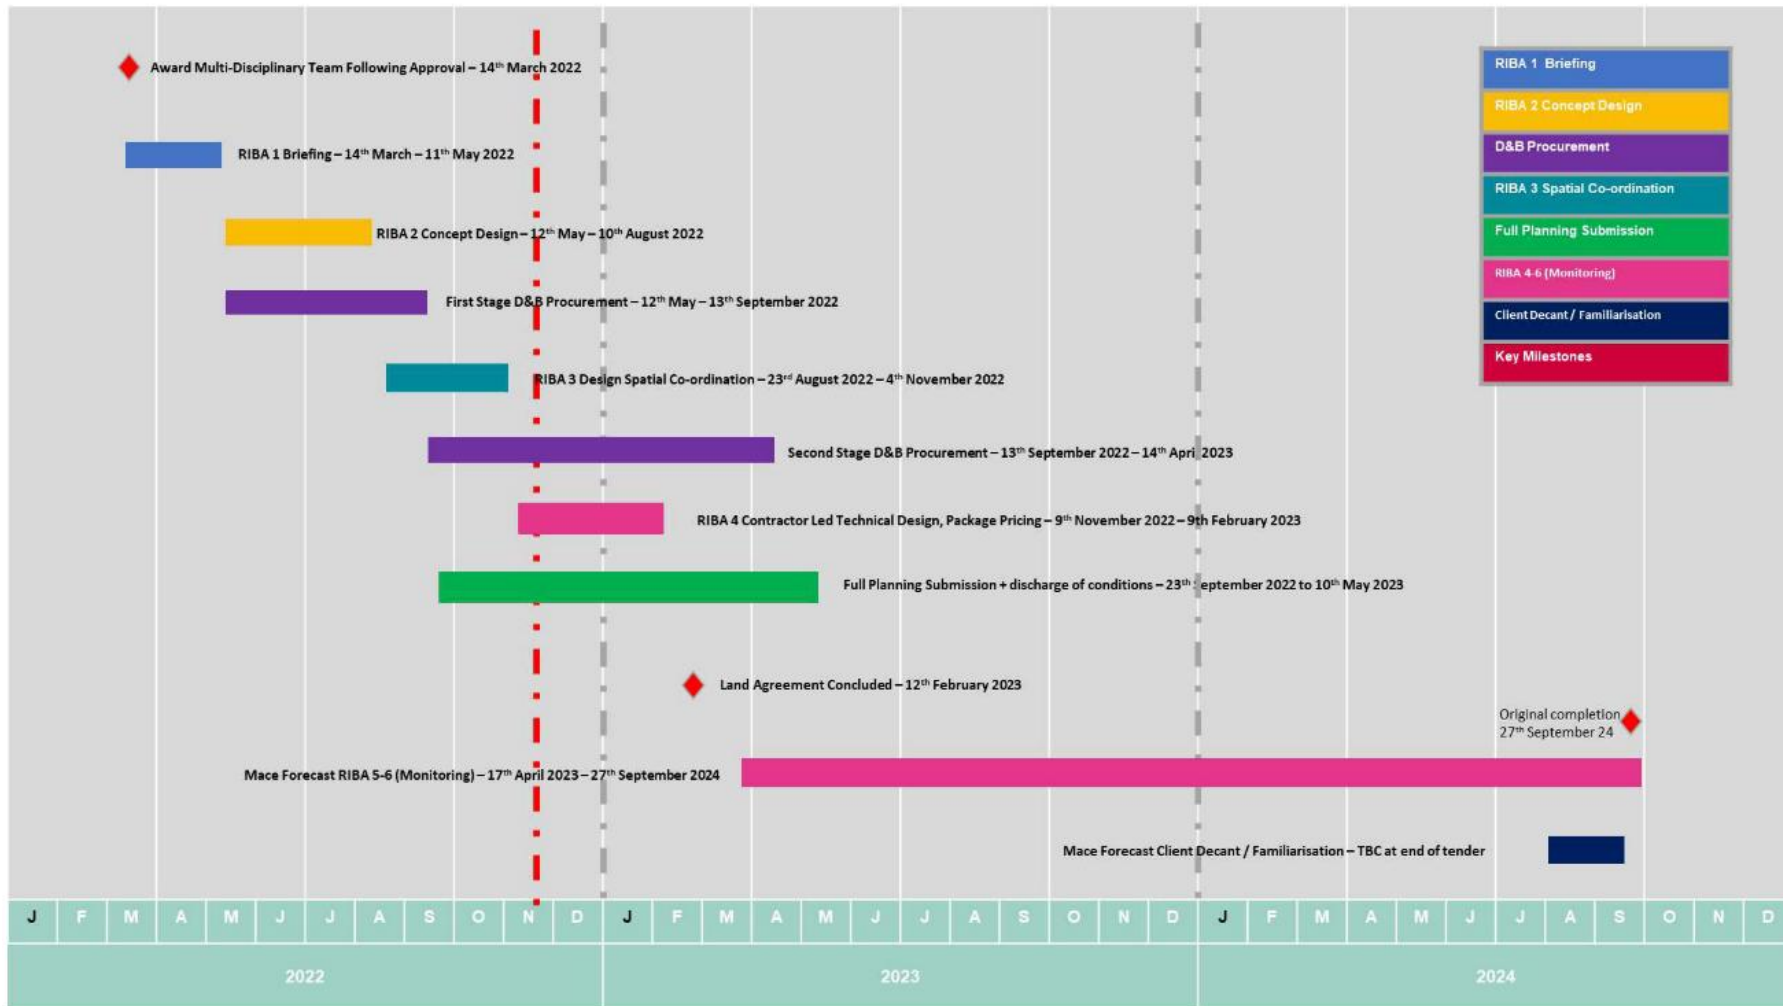 Award Multi-Disciplinary Team Following Approval – 14th March 2022
RIBA 1 Briefing – 14th March – 11th May 2022
RIBA 2 Concept Design – 12th May – 10th August 2022
First Stage D&B Procurement – 12th May – 13th September 2022
RIBA 3 Design Spatial Co-ordination – 23rd August 2022 – 4th November 2022
Second Stage D&B Procurement – 13th September 2022 – 14th April 2023
RIBA 4 Contractor Led Technical Design, Package Pricing – 9th November 2022 – 9th February 2023
Full Planning Submission + discharge of conditions – 23th September 2022 to 10th May 2023
Land Agreement Concluded – 12th February 2023
Original completion
27th September 24
Mace Forecast RIBA 5-6 (Monitoring) – 17th April 2023 – 27th September 2024
Mace Forecast Client Decant / Familiarisation – TBC at end of tender
RIBA 1 Briefing
RIBA 2 Concept Design
D&B Procurement
RIBA 3 Spatial Co-ordination
Full Planning Submission
RIBA 4-6 (Monitoring)
Client Decant / Familiarisation
Key Milestones
J F M A M J J A S O N D J F M A M J J A S O N D J F M A M J J A S O N D
2022 2023 2024